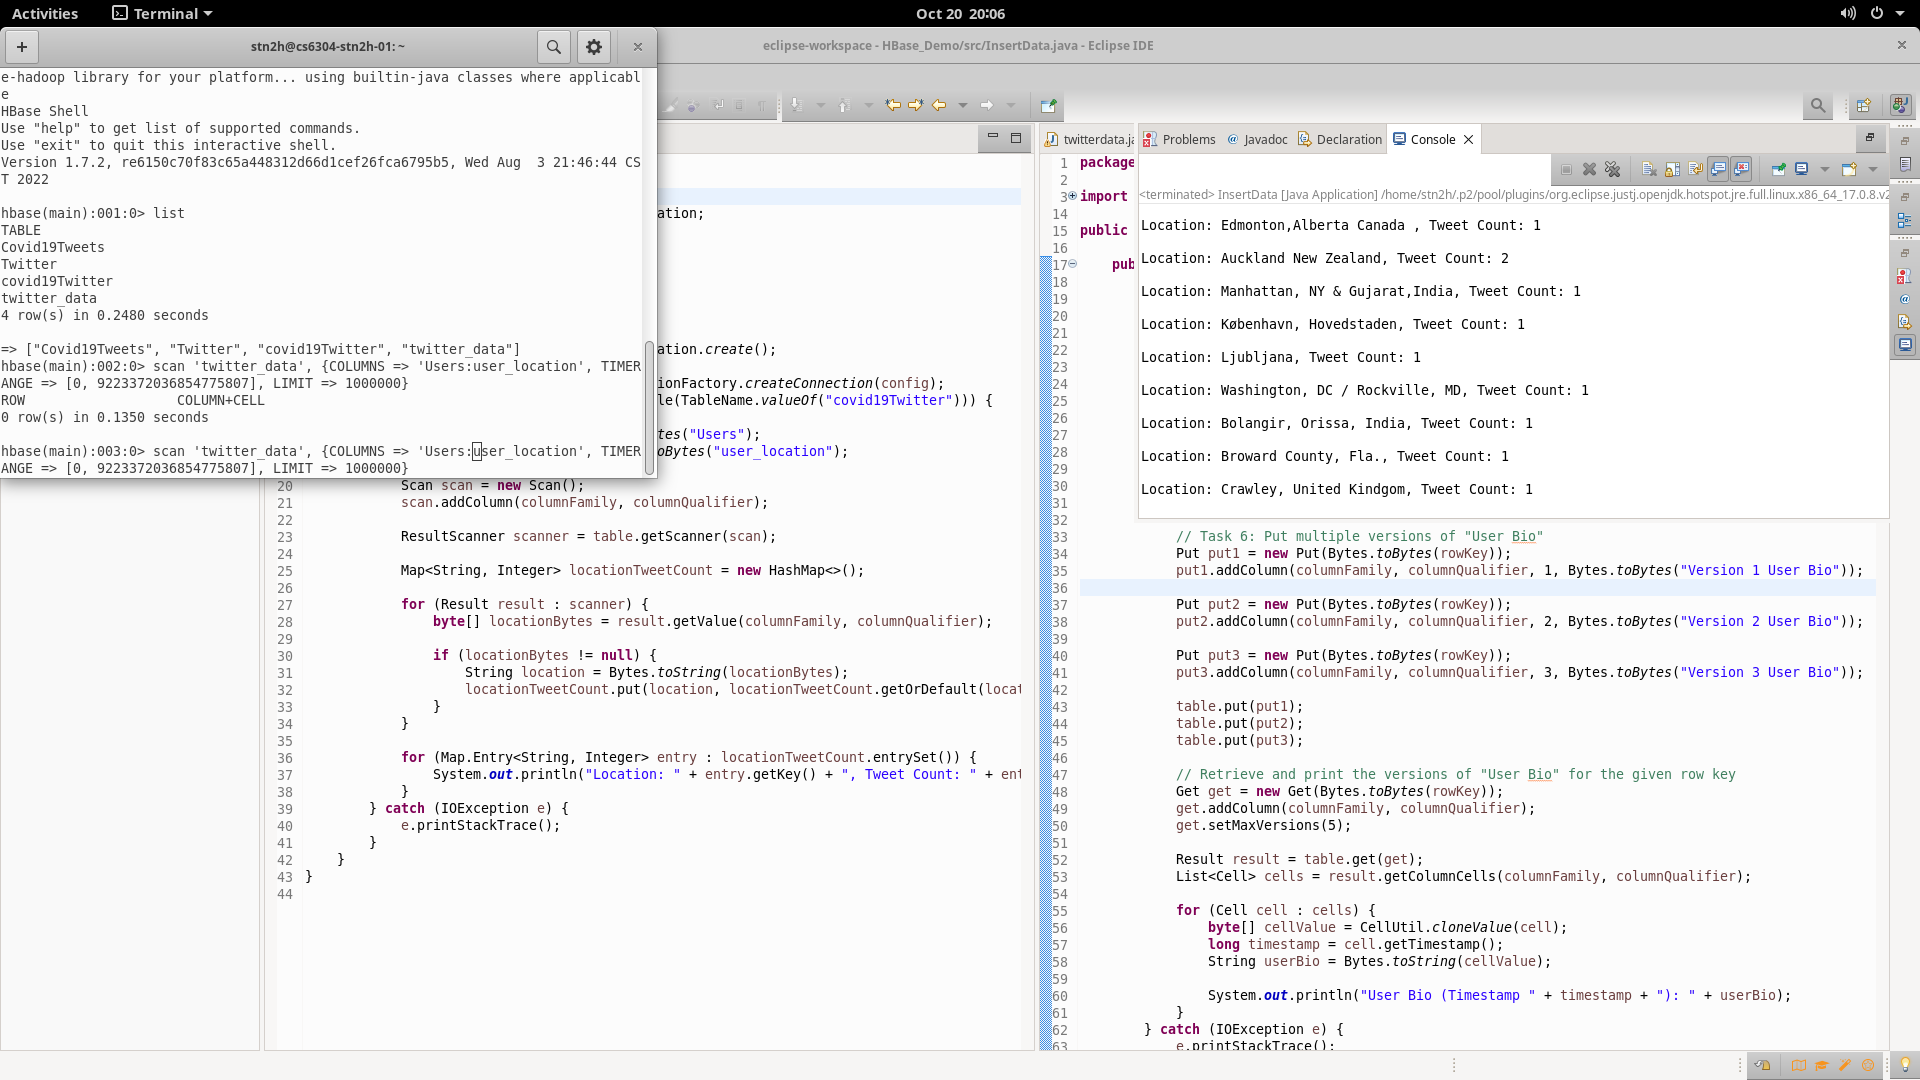 Activities
Terminal
Oct 20 20:06
stn2h@cs6304-stn2h-01: ~
eclipse-workspace - HBase_Demo/src/InsertData.java - Eclipse IDE
e-hadoop library for your platform... using builtin-java classes where applicabl
e
HBase Shell
Use "help" to get list of supported commands.
Use "exit" to quit this interactive shell.
Version 1.7.2, re6150c70f83c65a448312d66d1cef26fca6795b5, Wed Aug  3 21:46:44 CS
T 2022
hbase(main):001:0> list
TABLE
Covid19Tweets
Twitter
covid19Twitter
twitter_data
4 row(s) in 0.2480 seconds
=> ["Covid19Tweets", "Twitter", "covid19Twitter", "twitter_data"]
hbase(main):002:0> scan 'twitter_data', {COLUMNS => 'Users:user_location', TIMER
ANGE => [0, 9223372036854775807], LIMIT => 1000000}
ROW                   COLUMN+CELL
0 row(s) in 0.1350 seconds
hbase(main):003:0> scan 'twitter_data', {COLUMNS => 'Users:user_location', TIMER
ANGE => [0, 9223372036854775807], LIMIT => 1000000}
ation;
ation.create();
ionFactory.createConnection(config);
le(TableName.valueOf("covid19Twitter"))) {
tes("Users");
oBytes("user_location");
20 Scan scan = new Scan();
21 scan.addColumn(columnFamily, columnQualifier);
22
23 ResultScanner scanner = table.getScanner(scan);
24
25 Map<String, Integer> locationTweetCount = new HashMap<>();
26
27 for (Result result : scanner) {
28 byte[] locationBytes = result.getValue(columnFamily, columnQualifier);
29
30 if (locationBytes != null) {
31 String location = Bytes.toString(locationBytes);
32 locationTweetCount.put(location, locationTweetCount.getOrDefault(locat
33 }
34 }
35
36 for (Map.Entry<String, Integer> entry : locationTweetCount.entrySet()) {
37 System.out.println("Location: " + entry.getKey() + ", Tweet Count: " + ent
38 }
39 } catch (IOException e) {
40 e.printStackTrace();
41 }
42 }
43 }
44
twitterdata.ja
Problems
Javadoc
Declaration
Console
<terminated> InsertData [Java Application] /home/stn2h/.p2/pool/plugins/org.eclipse.justj.openjdk.hotspot.jre.full.linux.x86_64_17.0.8.v2
Location: Edmonton,Alberta Canada , Tweet Count: 1
Location: Auckland New Zealand, Tweet Count: 2
Location: Manhattan, NY & Gujarat,India, Tweet Count: 1
Location: København, Hovedstaden, Tweet Count: 1
Location: Ljubljana, Tweet Count: 1
Location: Washington, DC / Rockville, MD, Tweet Count: 1
Location: Bolangir, Orissa, India, Tweet Count: 1
Location: Broward County, Fla., Tweet Count: 1
Location: Crawley, United Kindgom, Tweet Count: 1
1 package
2
3 import
14
15 public
16
17 pub
18
19
20
21
22
23
24
25
26
27
28
29
30
31
32
33 // Task 6: Put multiple versions of "User Bio"
34 Put put1 = new Put(Bytes.toBytes(rowKey));
35 put1.addColumn(columnFamily, columnQualifier, 1, Bytes.toBytes("Version 1 User Bio"));
36
37 Put put2 = new Put(Bytes.toBytes(rowKey));
38 put2.addColumn(columnFamily, columnQualifier, 2, Bytes.toBytes("Version 2 User Bio"));
39
40 Put put3 = new Put(Bytes.toBytes(rowKey));
41 put3.addColumn(columnFamily, columnQualifier, 3, Bytes.toBytes("Version 3 User Bio"));
42
43 table.put(put1);
44 table.put(put2);
45 table.put(put3);
46
47 // Retrieve and print the versions of "User Bio" for the given row key
48 Get get = new Get(Bytes.toBytes(rowKey));
49 get.addColumn(columnFamily, columnQualifier);
50 get.setMaxVersions(5);
51
52 Result result = table.get(get);
53 List<Cell> cells = result.getColumnCells(columnFamily, columnQualifier);
54
55 for (Cell cell : cells) {
56 byte[] cellValue = CellUtil.cloneValue(cell);
57 long timestamp = cell.getTimestamp();
58 String userBio = Bytes.toString(cellValue);
59
60 System.out.println("User Bio (Timestamp " + timestamp + "): " + userBio);
61 }
62 } catch (IOException e) {
63 e.printStackTrace();